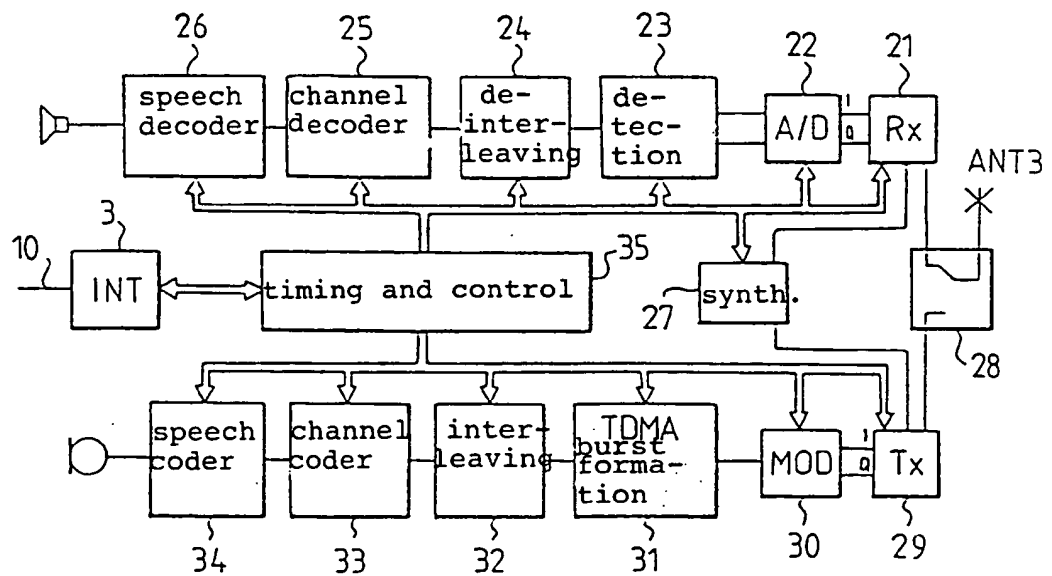 26 25 24 23 22 21
speech
decoder
channel
decoder
de-
inter-
leaving
de-
tec-
tion
A/D
I
Q
Rx
ANT3
3
10
INT
timing and control
35
27
synth.
28
speech
coder
channel
coder
inter-
leaving
TDMA
burst
forma-
tion
MOD
I
Q
Tx
34 33 32 31 30 29